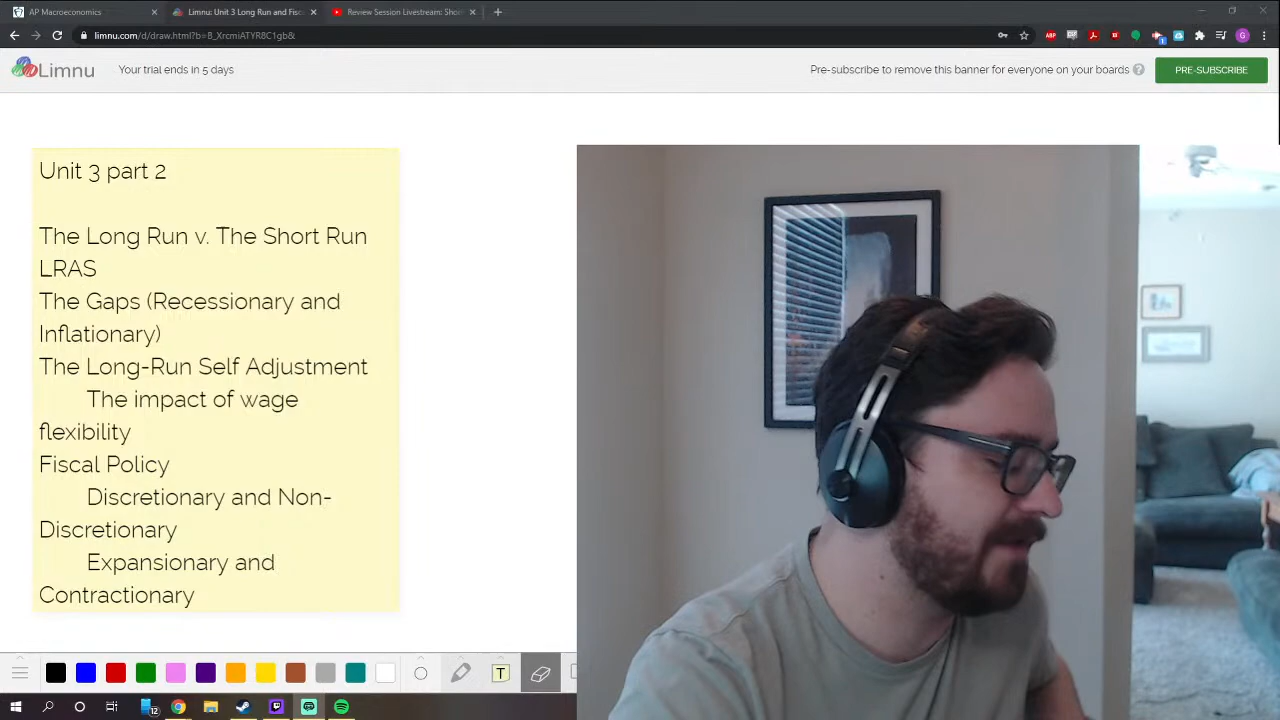 AP Macroeconomics
Limnu: Unit 3 Long Run and Fisc
Review Session Livestream: Shor
limnu.com/d/draw.html?b=8_XrcmiATYR8C1gb&
Limnu
Your trial ends in 5 days
Pre-subscribe to remove this banner for everyone on your boards
PRE-SUBSCRIBE
Unit 3 part 2
The Long Run v. The Short Run
LRAS
The Gaps (Recessionary and
Inflationary)
The Long-Run Self Adjustment
The impact of wage
flexibility
Fiscal Policy
Discretionary and Non-
Discretionary
Expansionary and
Contractionary
T